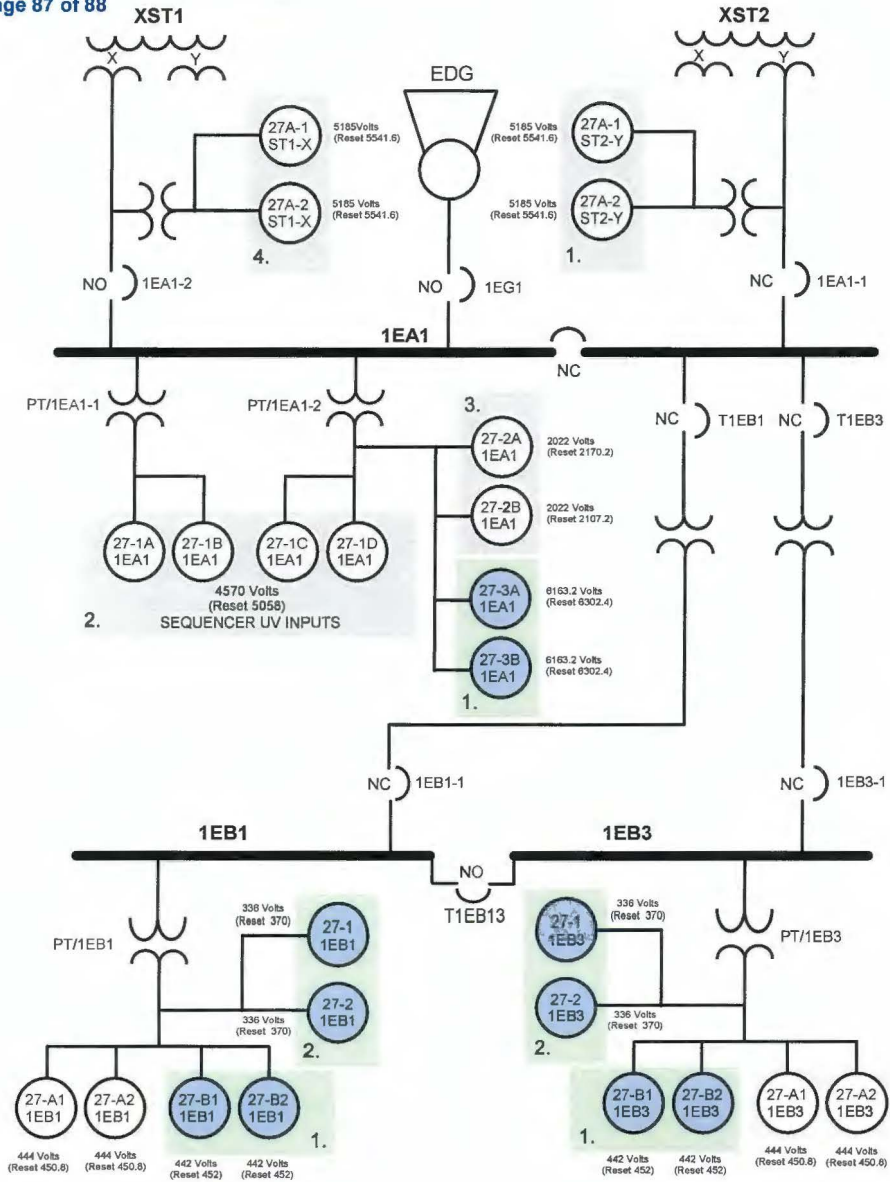 nge 87 of 88
XST1
XST2
X
Y
X
Y
EDG
27A-1
ST1-X
5185Volts
(Reset 5541.6)
27A-2
ST1-X
5185 Volts
(Reset 5541.6)
4.
5185 Volts
(Reset 5541.6)
27A-1
ST2-Y
5185 Volts
(Reset 5541.6)
27A-2
ST2-Y
1.
NO
1EA1-2
NO
1EG1
NC
1EA1-1
1EA1
NC
PT/1EA1-1
PT/1EA1-2
NC
T1EB1
NC
T1EB3
3.
27-2A
1EA1
2022 Volts
(Reset 2170.2)
27-2B
1EA1
2022 Volts
(Reset 2107.2)
27-1A
1EA1
27-1B
1EA1
27-1C
1EA1
27-1D
1EA1
4570 Volts
(Reset 5058)
2.
SEQUENCER UV INPUTS
27-3A
1EA1
6163.2 Volts
(Reset 6302.4)
27-3B
1EA1
6163.2 Volts
(Reset 6302.4)
1.
NC
1EB1-1
NC
1EB3-1
1EB1
1EB3
NO
T1EB13
PT/1EB1
336 Volts
(Reset 370)
27-1
1EB1
336 Volts
(Reset 370)
27-2
1EB1
2.
27-1
1EB3
336 Volts
(Reset 370)
27-2
1EB3
336 Volts
(Reset 370)
2.
PT/1EB3
27-A1
1EB1
27-A2
1EB1
27-B1
1EB1
27-B2
1EB1
1.
444 Volts
(Reset 450.8)
444 Volts
(Reset 450.8)
442 Volts
(Reset 452)
442 Volts
(Reset 452)
1.
27-B1
1EB3
27-B2
1EB3
27-A1
1EB3
27-A2
1EB3
442 Volts
(Reset 452)
442 Volts
(Reset 452)
444 Volts
(Reset 450.8)
444 Volts
(Reset 450.8)